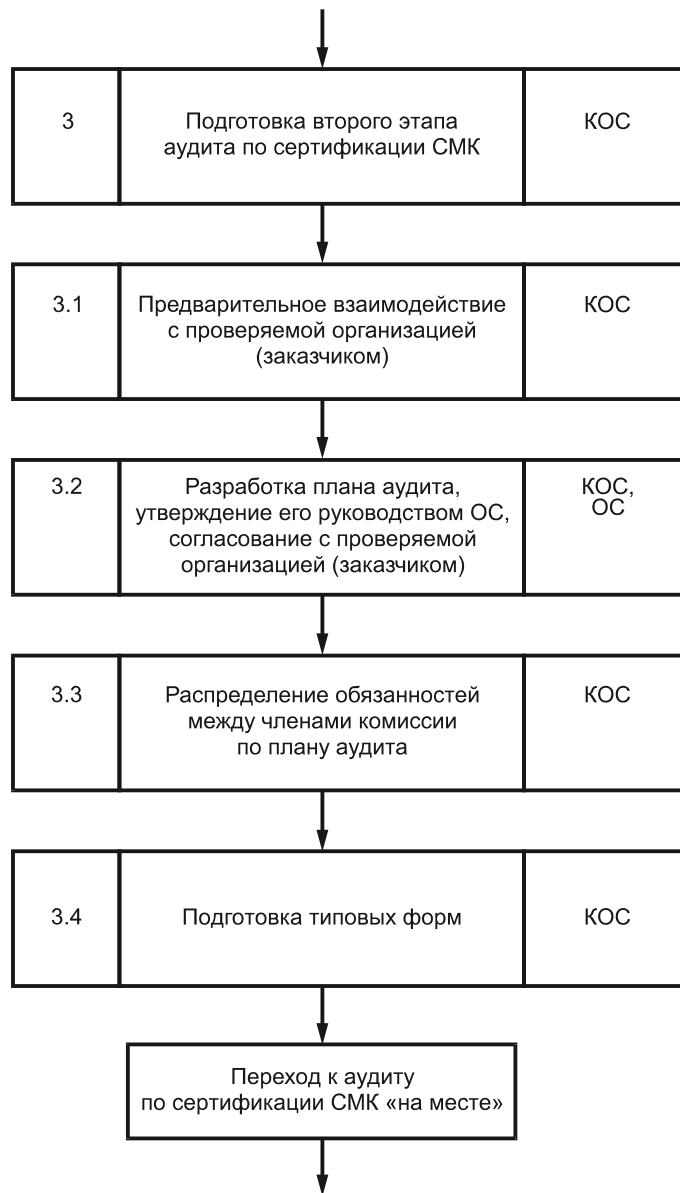 3
Подготовка второго этапа
аудита по сертификации СМК
КОС
3.1
Предварительное взаимодействие
с проверяемой организацией
(заказчиком)
КОС
3.2
Разработка плана аудита,
утверждение его руководством ОС,
согласование с проверяемой
организацией (заказчиком)
КОС,
ОС
3.3
Распределение обязанностей
между членами комиссии
по плану аудита
КОС
3.4
Подготовка типовых форм
КОС
Переход к аудиту
по сертификации СМК «на месте»